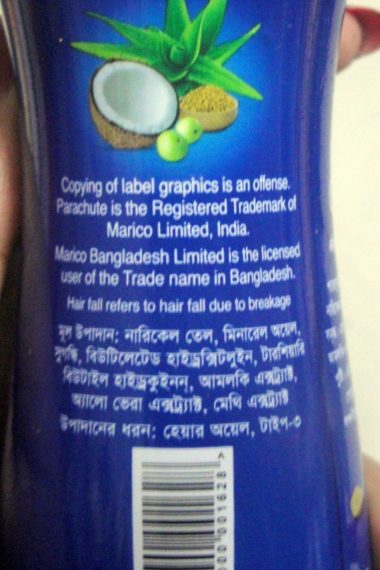 Copying of label graphics is an offense.
Parachute is the Registered Trademark of
Marico Limited, India.
Marico Bangladesh Limited is the licensed
user of the Trade name in Bangladesh.
Hair fall refers to hair fall due to breakage
মূল উপাদান: নারিকেল তেল, মিনারেল অয়েল,
সুগন্ধি, বিউটিলেটেড হাইড্রক্সিটলুইন, টারশিয়ারি
বিউটাইল হাইড্রকুইনন, আমলকি এক্সট্র্যাক্ট,
অ্যালো ভেরা এক্সট্র্যাক্ট, মেথি এক্সট্র্যাক্ট
উপাদানের ধরন: হেয়ার অয়েল, টাইপ-৩